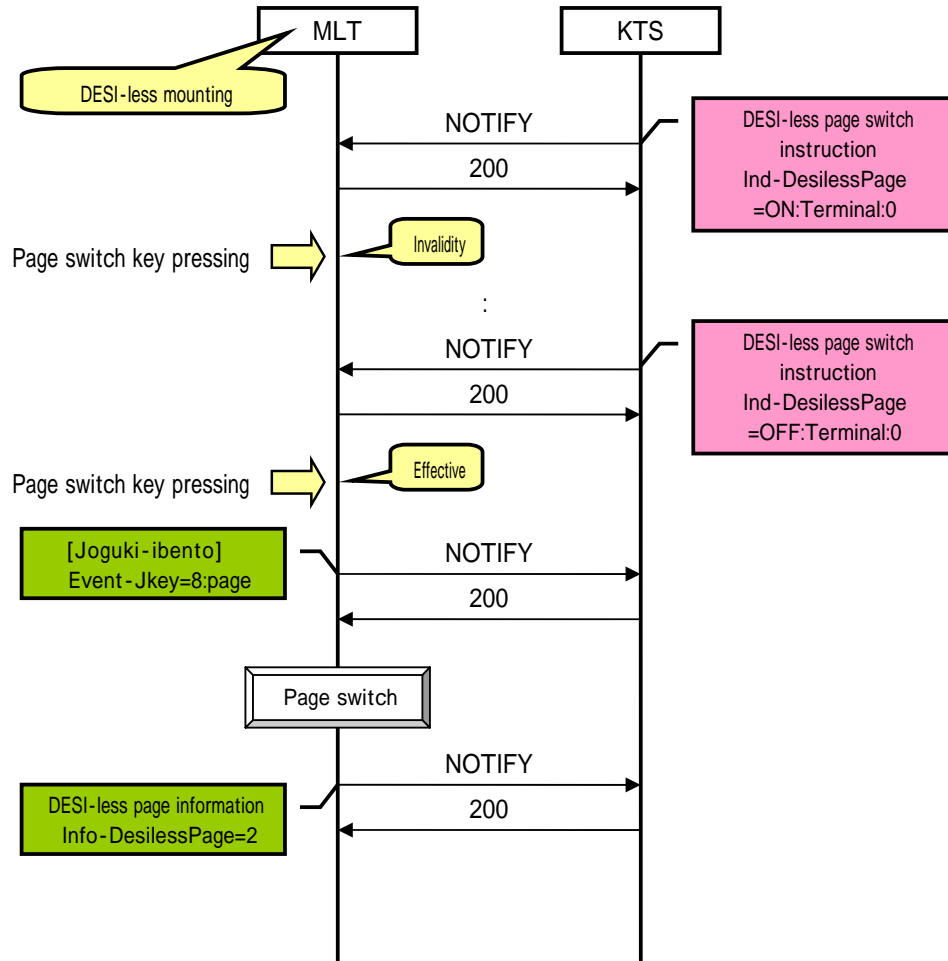 MLT
KTS
DESI-less mounting
NOTIFY
DESI-less page switch
instruction
Ind-DesilessPage
=ON:Terminal:0
200
Page switch key pressing
Invalidity
:
NOTIFY
DESI-less page switch
instruction
Ind-DesilessPage
=OFF:Terminal:0
200
Page switch key pressing
Effective
[Joguki-ibento]
Event-Jkey=8:page
NOTIFY
200
Page switch
NOTIFY
DESI-less page information
Info-DesilessPage=2
200